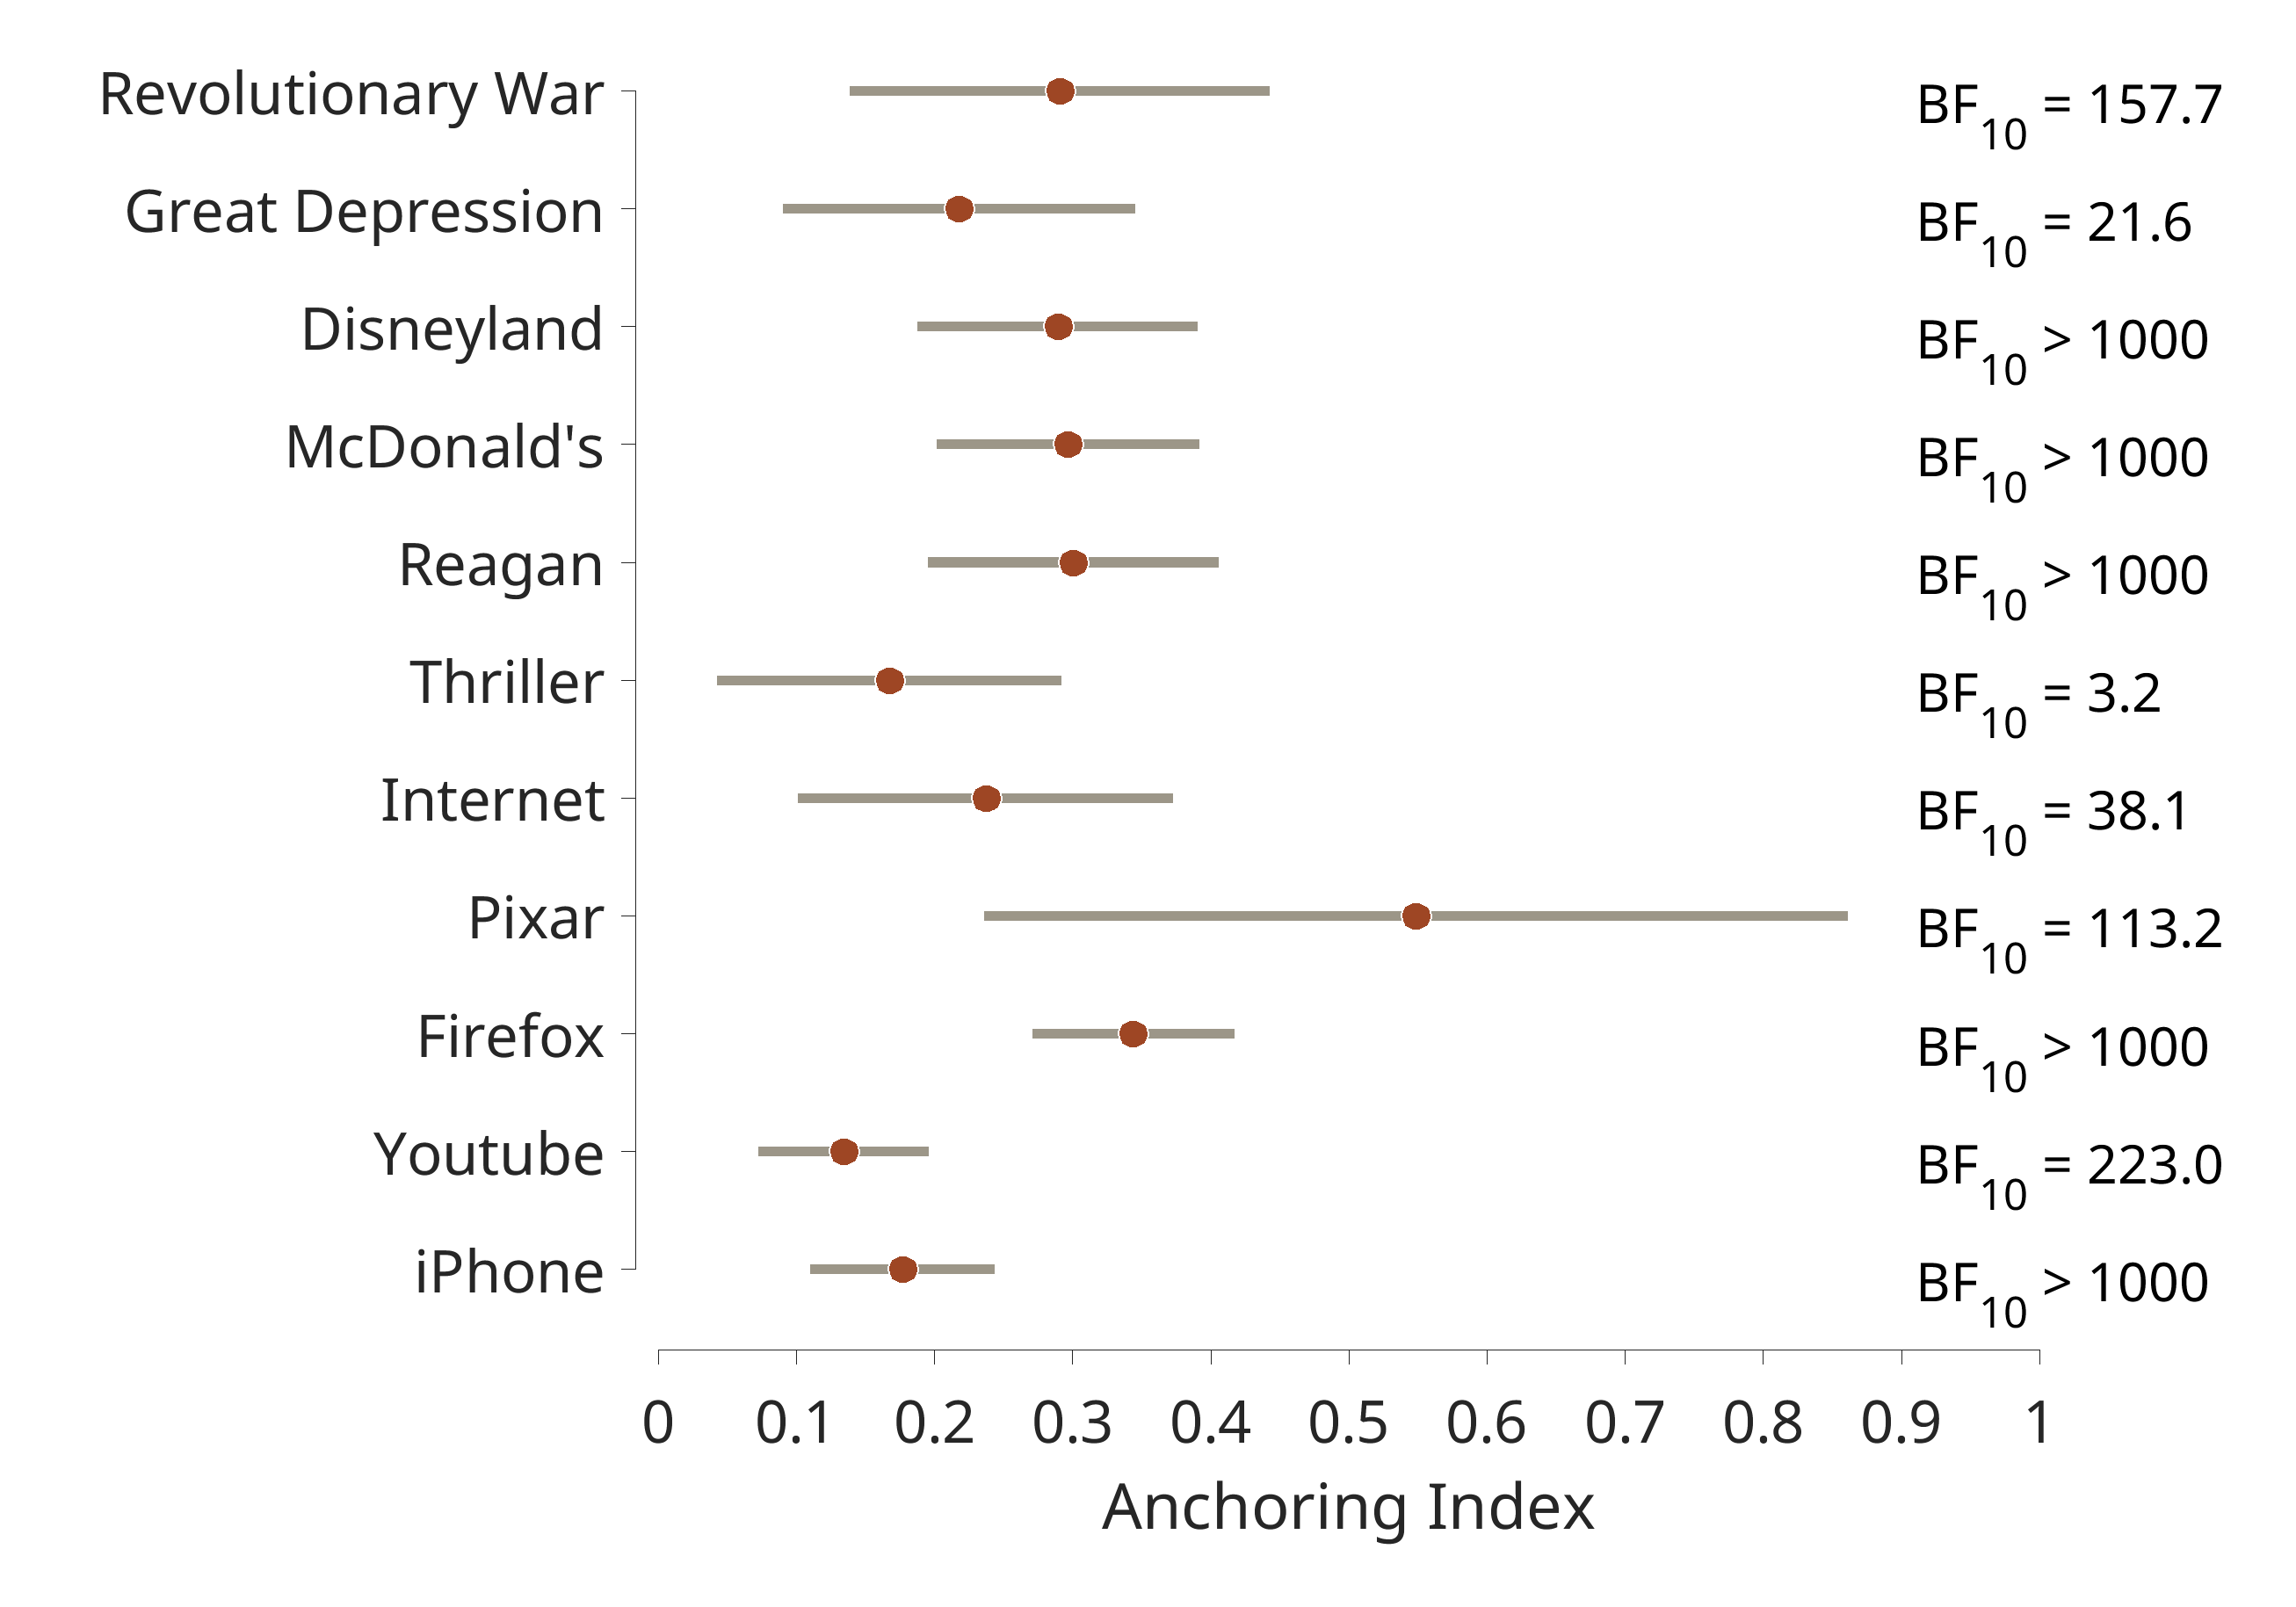 Revolutionary War BF10 = 157.7
Great Depression BF10 = 21.6
Disneyland BF10 > 1000
McDonald's BF10 > 1000
Reagan BF10 > 1000
Thriller BF10 = 3.2
Internet BF10 = 38.1
Pixar BF10 = 113.2
Firefox BF10 > 1000
Youtube BF10 = 223.0
iPhone BF10 > 1000
0 0.1 0.2 0.3 0.4 0.5 0.6 0.7 0.8 0.9 1
Anchoring Index